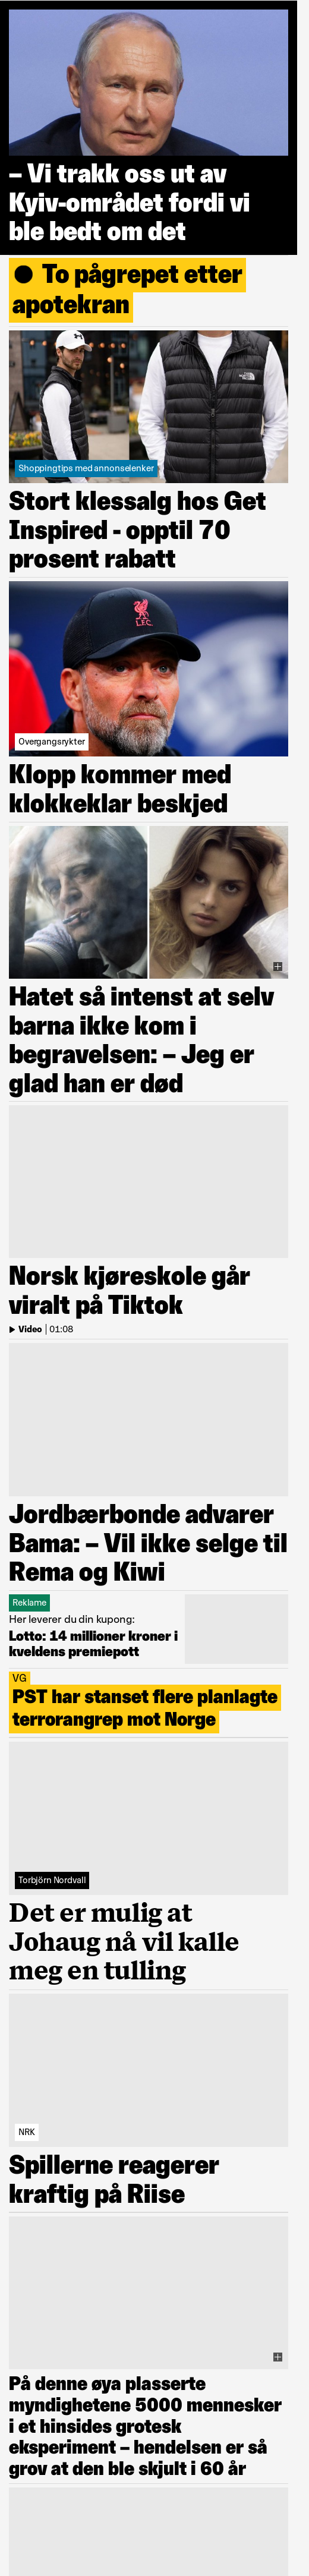 – Vi trakk oss ut av
Kyiv-området fordi vi
ble bedt om det
● To pågrepet etter
apotekran
THE NORTH FACE
Shoppingtips med annonselenker
Stort klessalg hos Get
Inspired - opptil 70
prosent rabatt
L.F.C.
Overgangsrykter
Klopp kommer med
klokkeklar beskjed
Hatet så intenst at selv
barna ikke kom i
begravelsen: – Jeg er
glad han er død
Norsk kjøreskole går
viralt på Tiktok
Video | 01:08
Jordbærbonde advarer
Bama: – Vil ikke selge til
Rema og Kiwi
Reklame
Her leverer du din kupong:
Lotto: 14 millioner kroner i
kveldens premiepott
VG
PST har stanset flere planlagte
terrorangrep mot Norge
Torbjörn Nordvall
Det er mulig at
Johaug nå vil kalle
meg en tulling
NRK
Spillerne reagerer
kraftig på Riise
På denne øya plasserte
myndighetene 5000 mennesker
i et hinsides grotesk
eksperiment – hendelsen er så
grov at den ble skjult i 60 år